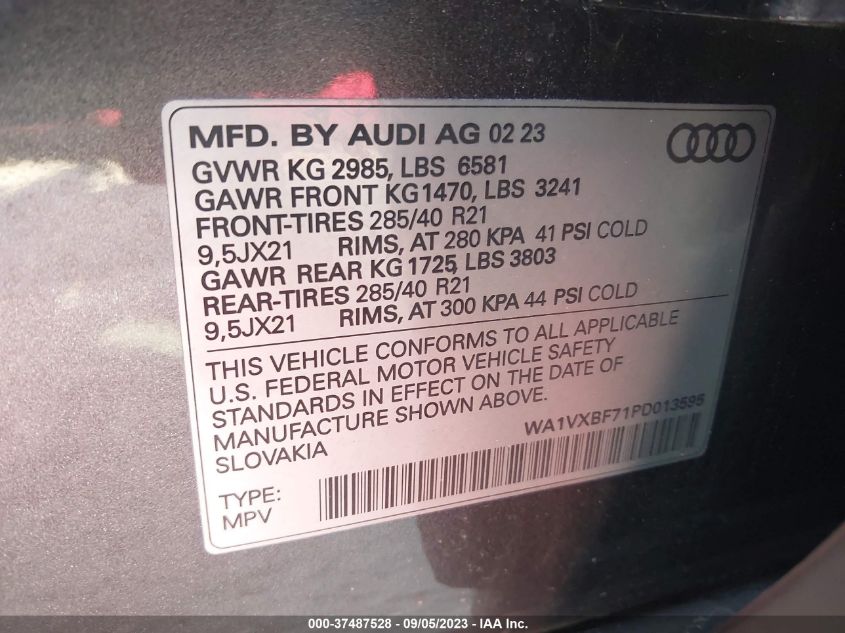 MFD. BY AUDI AG 02 23
GVWR KG 2985, LBS 6581
GAWR FRONT KG1470, LBS 3241
FRONT-TIRES 285/40 R21
9,5JX21 RIMS, AT 280 KPA 41 PSI COLD
GAWR REAR KG 1725, LBS 3803
REAR-TIRES 285/40 R21
9,5JX21 RIMS, AT 300 KPA 44 PSI COLD
THIS VEHICLE CONFORMS TO ALL APPLICABLE
U.S. FEDERAL MOTOR VEHICLE SAFETY
STANDARDS IN EFFECT ON THE DATE OF
MANUFACTURE SHOWN ABOVE.
SLOVAKIA
WA1VXBF71PD013595
TYPE:
MPV
000-37487528 - 09/05/2023 - IAA Inc.